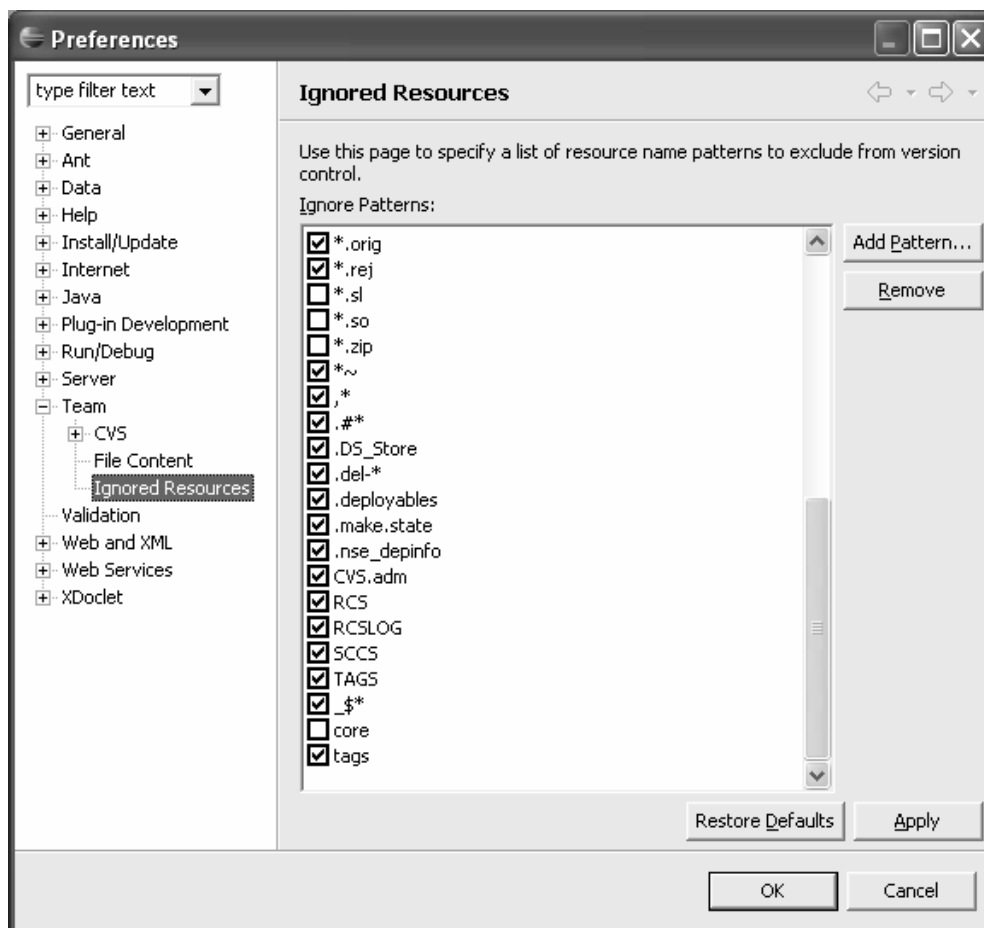 Preferences
type filter text
General
Ant
Data
Help
Install/Update
Internet
Java
Plug-in Development
Run/Debug
Server
Team
CVS
File Content
Ignored Resources
Validation
Web and XML
Web Services
XDoclet
Ignored Resources
Use this page to specify a list of resource name patterns to exclude from version
control.
Ignore Patterns:
*.orig
*.rej
*.sl
*.so
*.zip
*~
,*
.#*
.DS_Store
.del-*
.deployables
.make.state
.nse_depinfo
CVS.adm
RCS
RCSLOG
SCCS
TAGS
_$*
core
tags
Add Pattern...
Remove
Restore Defaults
Apply
OK
Cancel